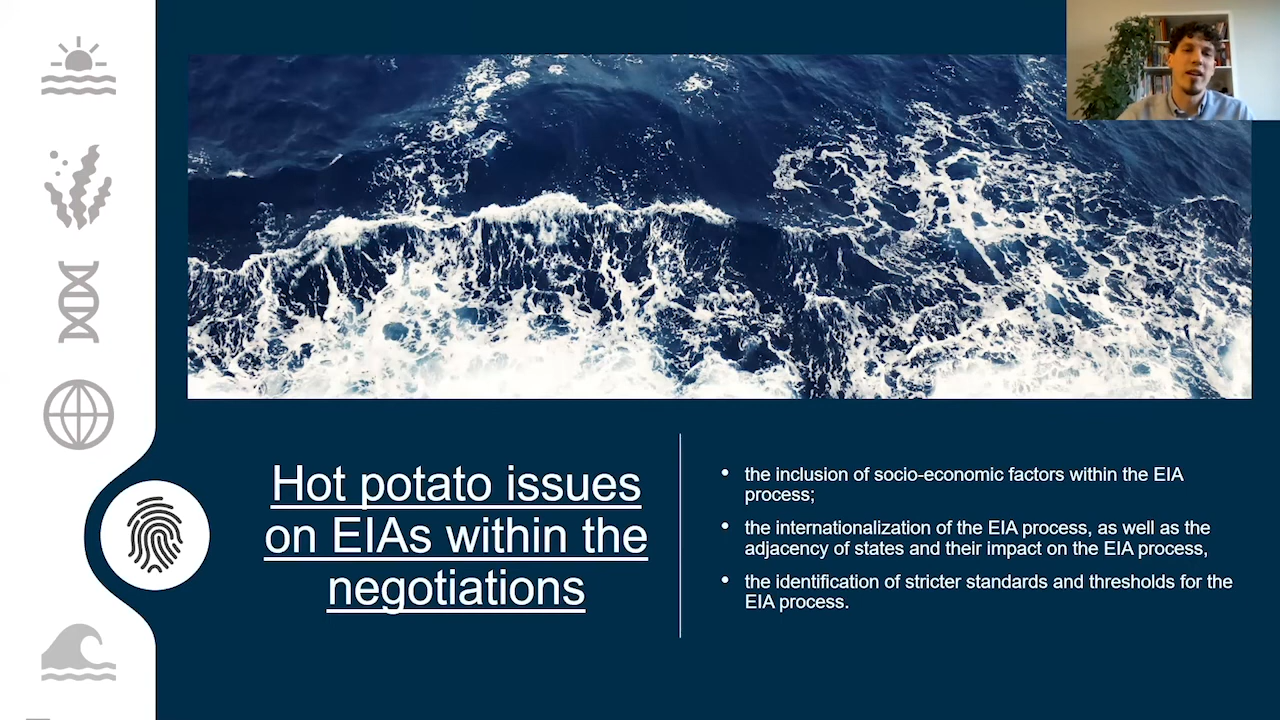 Hot potato issues
on EIAs within the
negotiations
• the inclusion of socio-economic factors within the EIA
process;
• the internationalization of the EIA process, as well as the
adjacency of states and their impact on the EIA process,
• the identification of stricter standards and thresholds for the
EIA process.